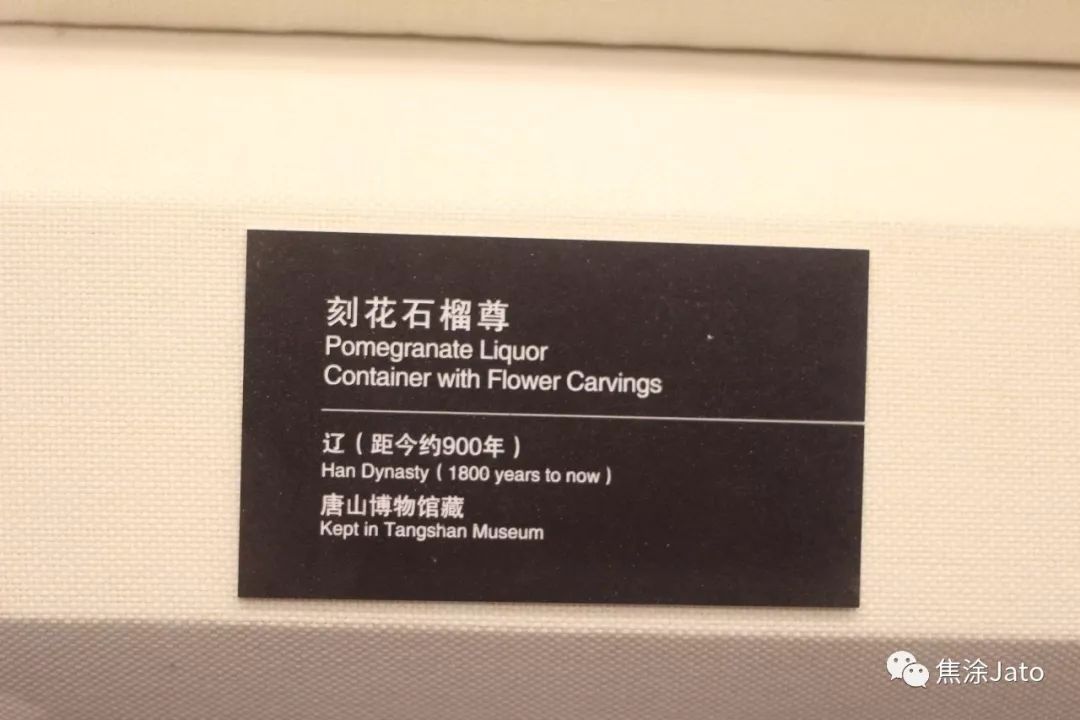 刻花石榴尊
Pomegranate Liquor
Container with Flower Carvings
辽（距今约900年）
Han Dynasty（1800 years to now）
唐山博物馆藏
Kept in Tangshan Museum
焦涂Jato